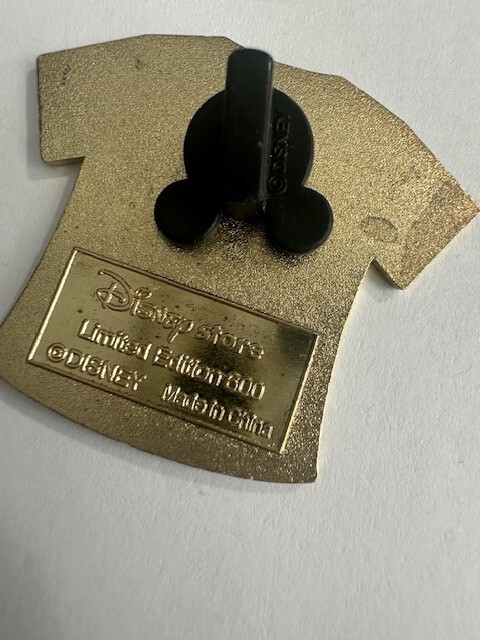 ©DISNEY
Disney store
Limited Edition 600
©DISNEY Made in China